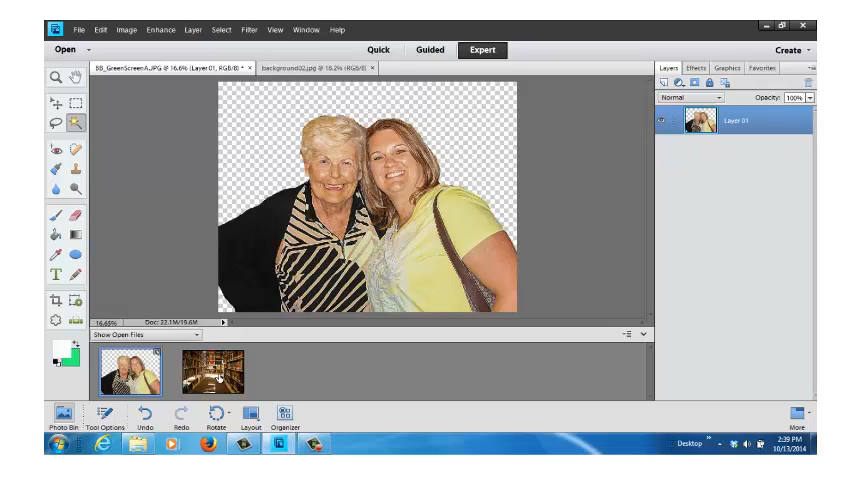 File Edit Image Enhance Layer Select Filter View Window Help
Open Quick Guided Expert Create
BB_GreenScreenA.JPG @ 16.6% (Layer 01, RGB/8) * × background02.jpg @ 18.2% (RGB/8) ×
Layers Effects Graphics Favorites
Normal Opacity: 100%
Layer 01
16.65% Doc: 22.1M/19.6M
Show Open Files
Photo Bin Tool Options Undo Redo Rotate Layout Organizer More
Desktop » 2:39 PM
10/13/2014